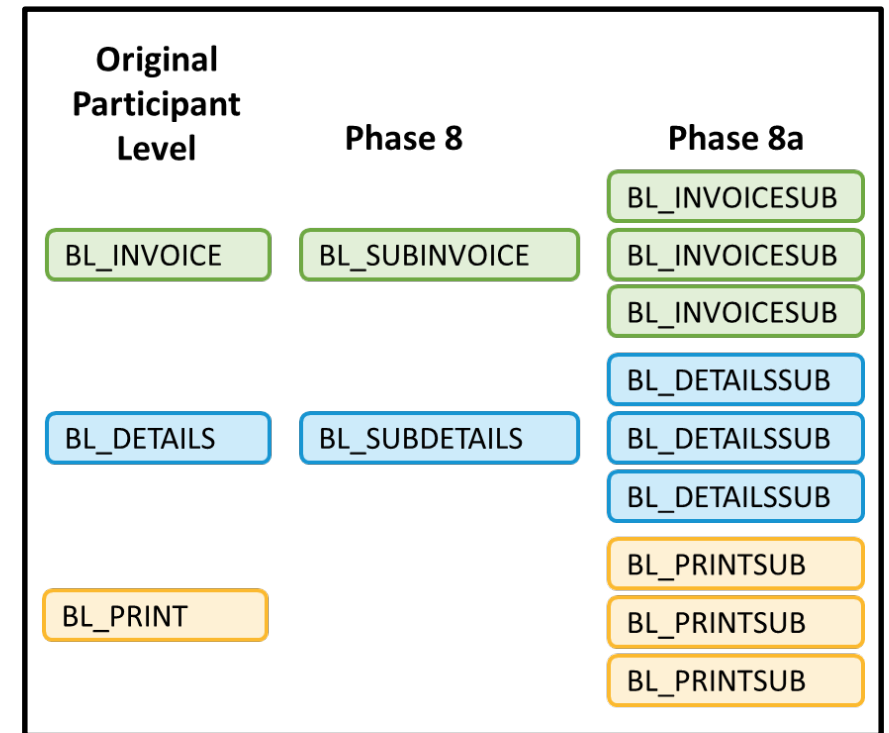 Original
Participant
Level
Phase 8
Phase 8a
BL_INVOICE
BL_SUBINVOICE
BL_INVOICESUB
BL_INVOICESUB
BL_INVOICESUB
BL_DETAILS
BL_SUBDETAILS
BL_DETAILSSUB
BL_DETAILSSUB
BL_DETAILSSUB
BL_PRINT
BL_PRINTSUB
BL_PRINTSUB
BL_PRINTSUB